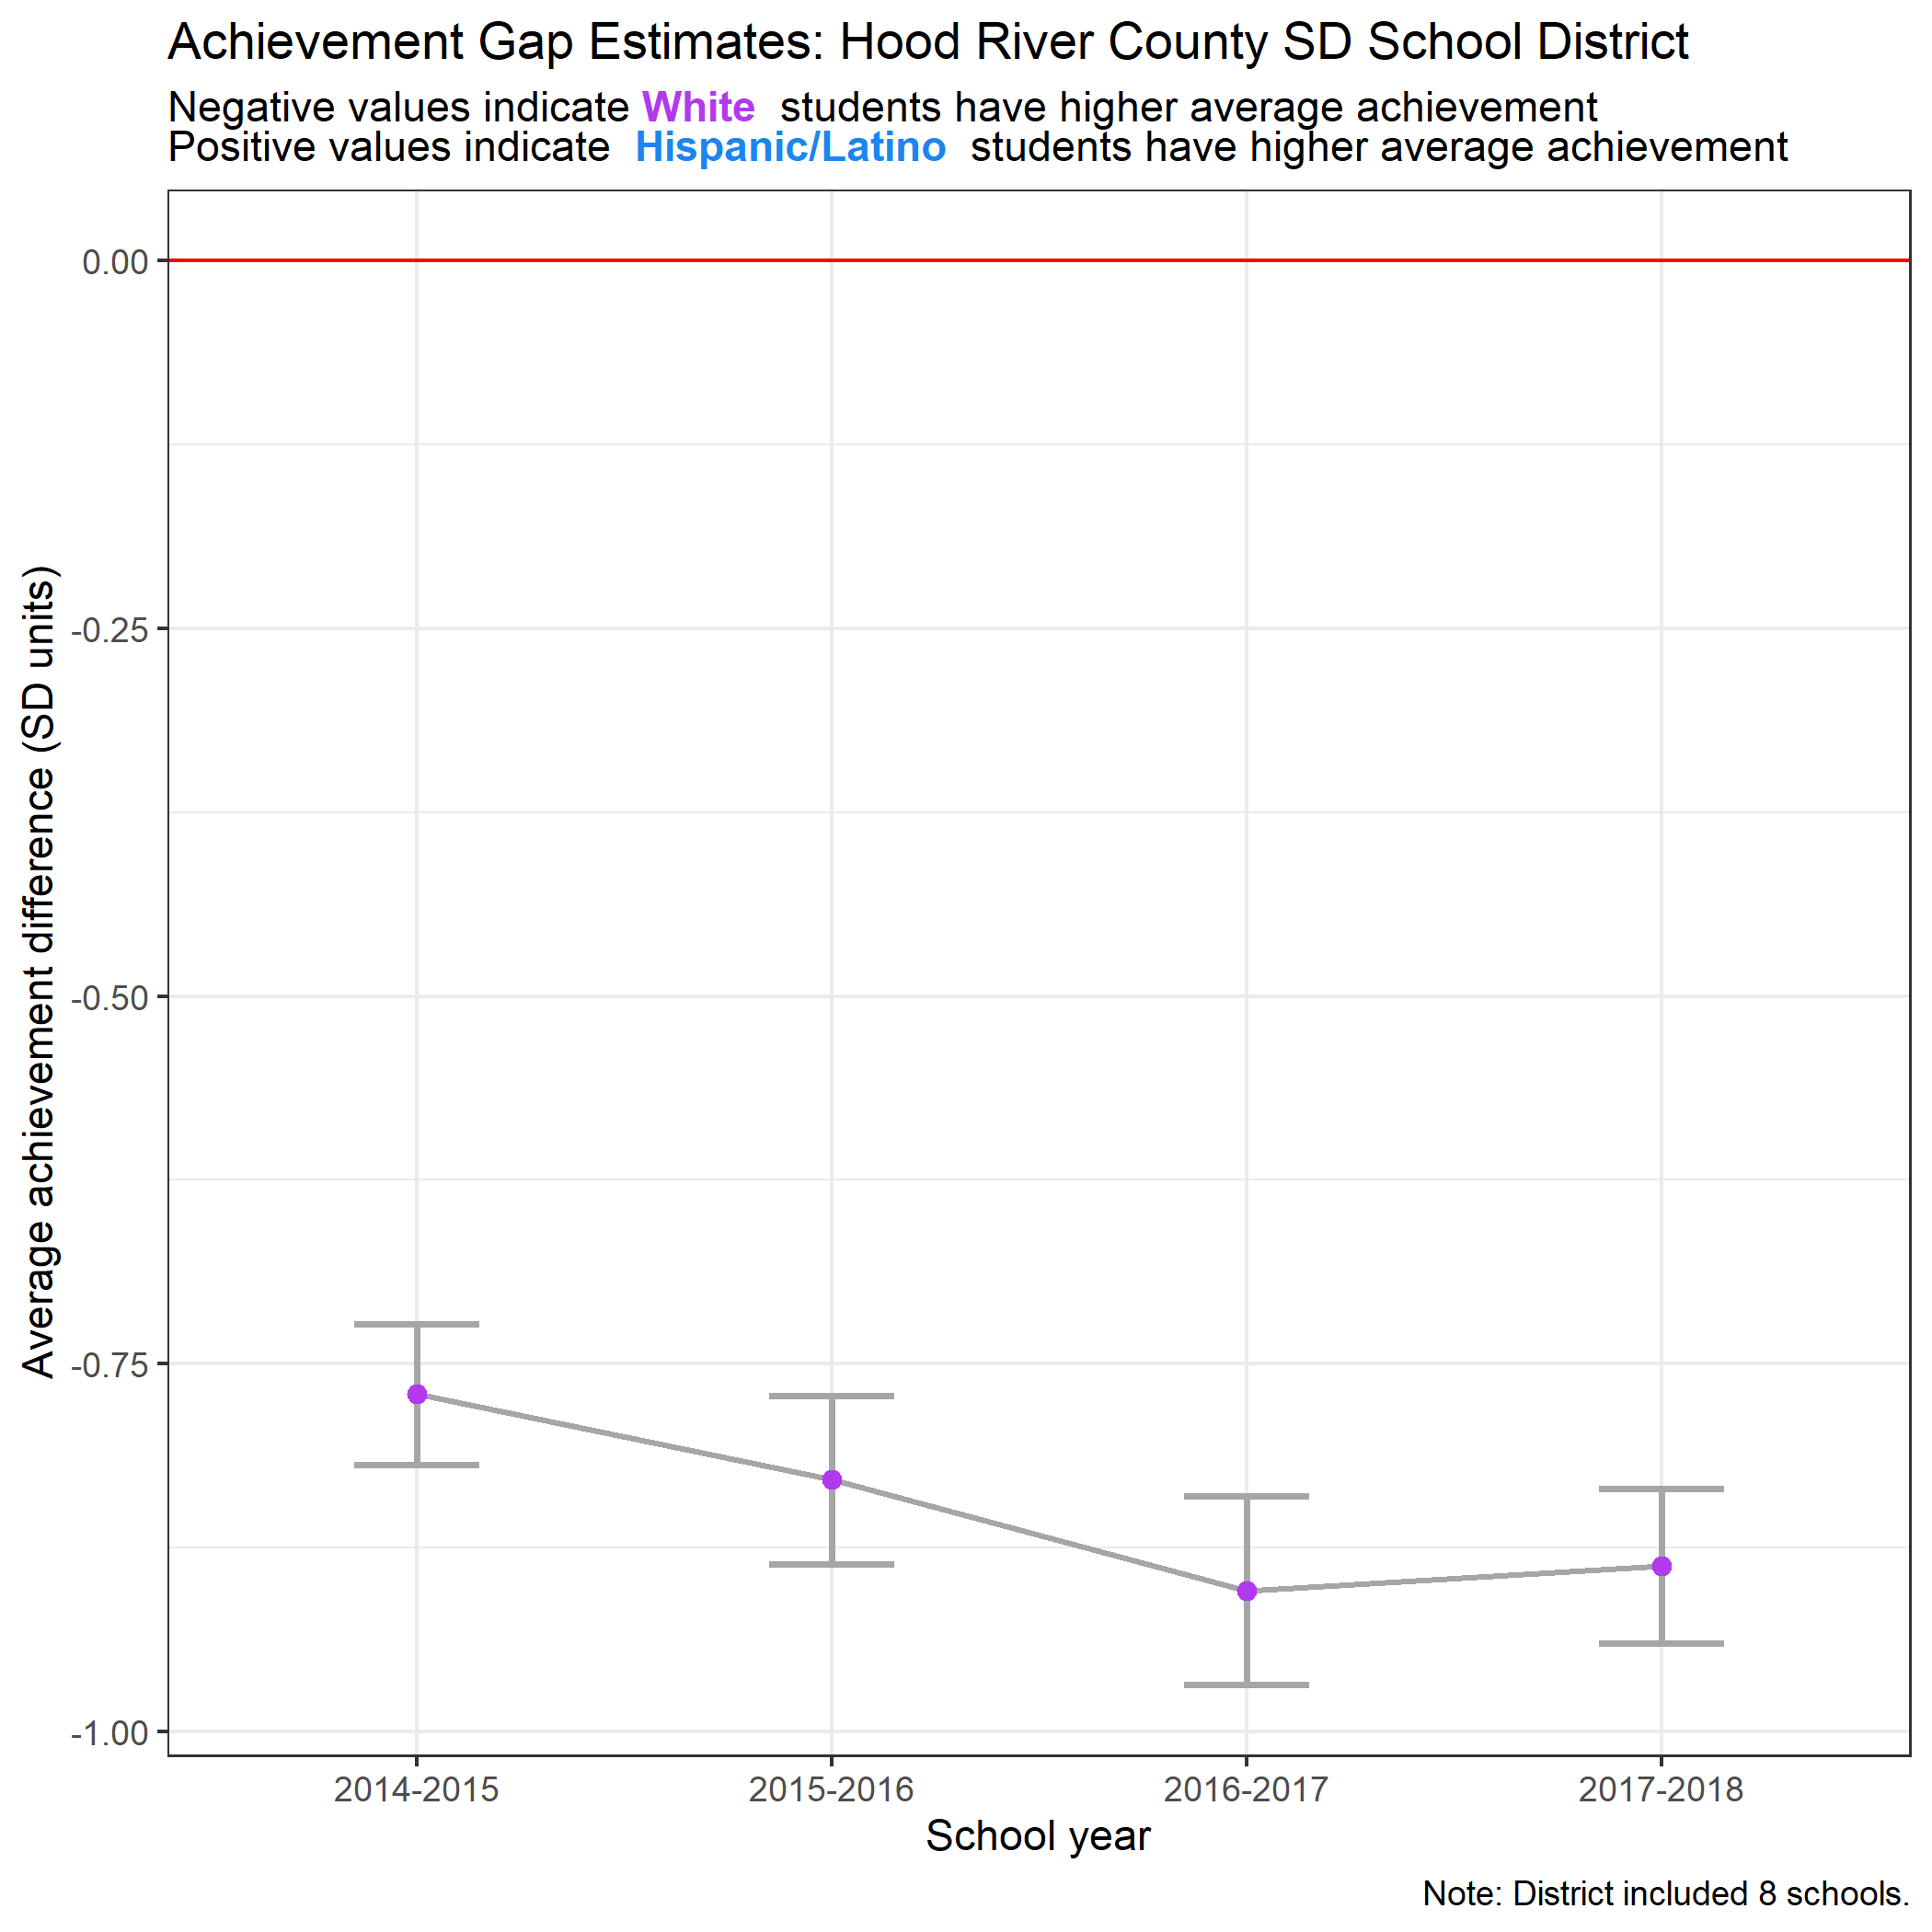 Achievement Gap Estimates: Hood River County SD School District
Negative values indicate White students have higher average achievement
Positive values indicate Hispanic/Latino students have higher average achievement
Average achievement difference (SD units)
0.00
-0.25
-0.50
-0.75
-1.00
2014-2015
2015-2016
2016-2017
2017-2018
School year
Note: District included 8 schools.